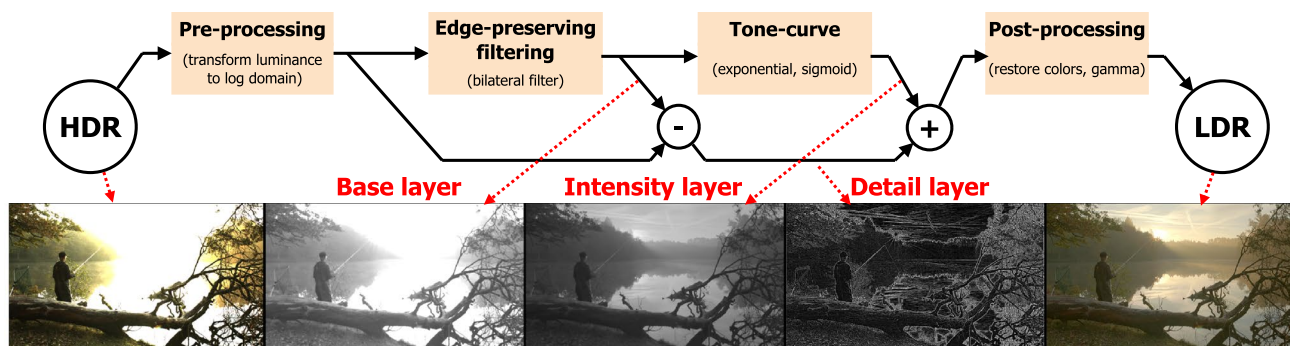 Pre-processing
(transform luminance
to log domain)
Edge-preserving
filtering
(bilateral filter)
Tone-curve
(exponential, sigmoid)
Post-processing
(restore colors, gamma)
HDR
-
+
LDR
Base layer
Intensity layer
Detail layer